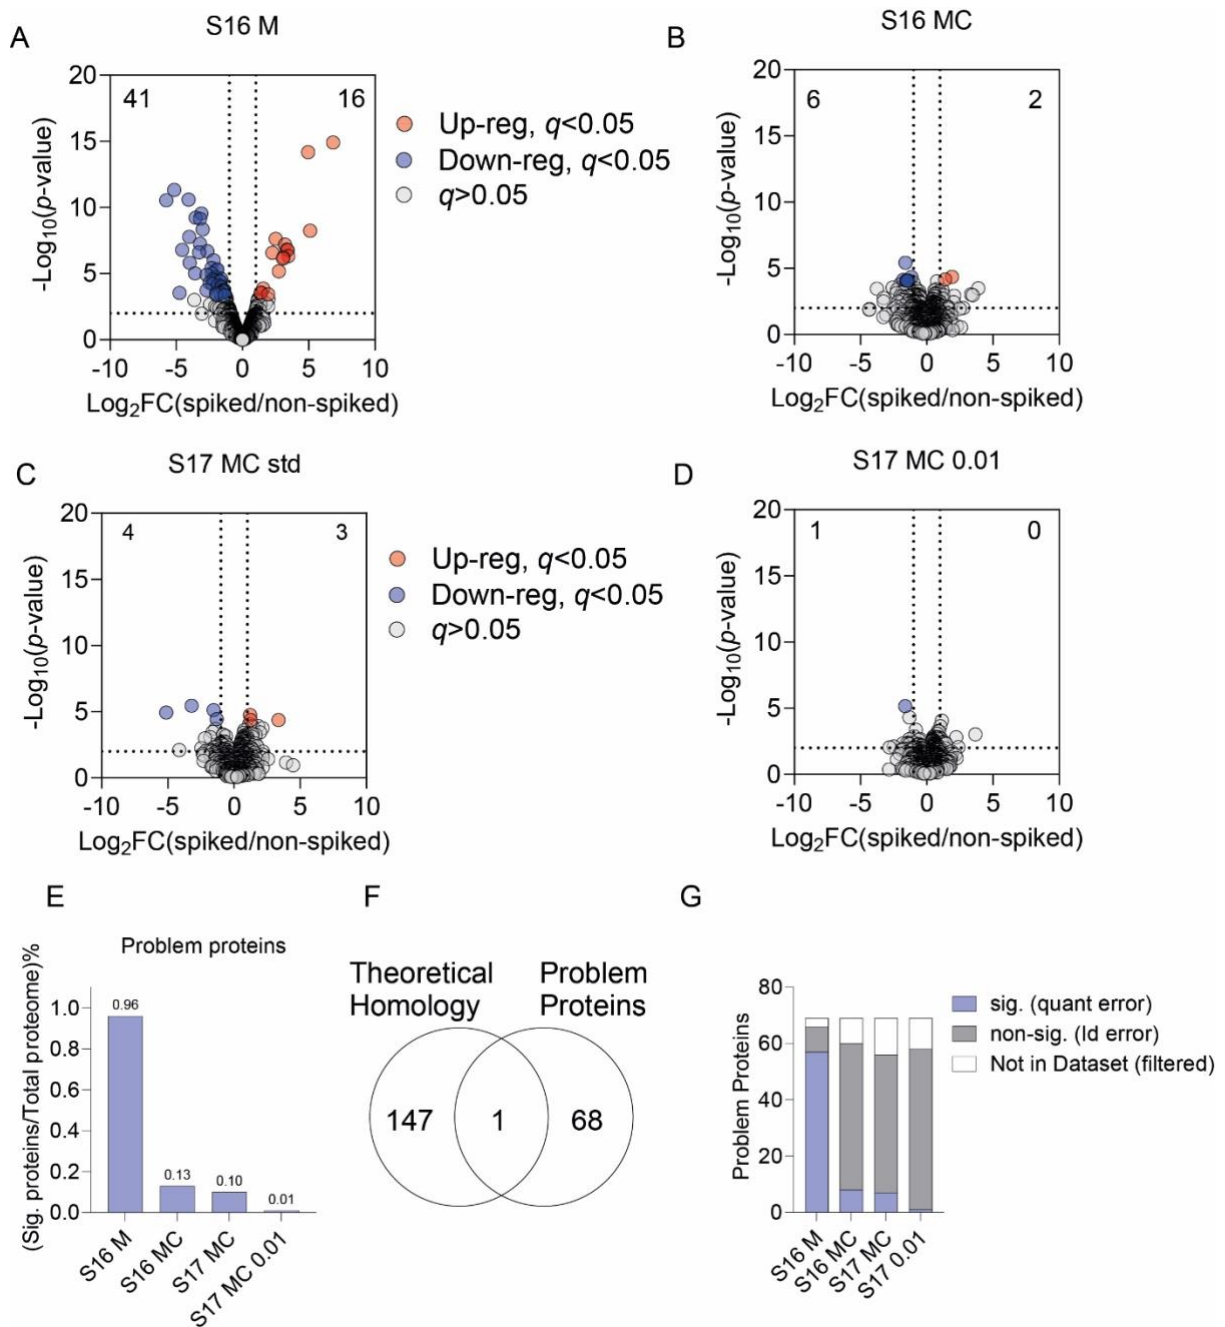 A
S16 M
20
15
10
5
0
-10 -5 0 5 10
41 16
-Log10(p-value)
Log2FC(spiked/non-spiked)
Up-reg, q<0.05
Down-reg, q<0.05
q>0.05
B
S16 MC
20
15
10
5
0
-10 -5 0 5 10
6 2
-Log10(p-value)
Log2FC(spiked/non-spiked)
C
S17 MC std
20
15
10
5
0
-10 -5 0 5 10
4 3
-Log10(p-value)
Log2FC(spiked/non-spiked)
Up-reg, q<0.05
Down-reg, q<0.05
q>0.05
D
S17 MC 0.01
20
15
10
5
0
-10 -5 0 5 10
1 0
-Log10(p-value)
Log2FC(spiked/non-spiked)
E
Problem proteins
(Sig. proteins/Total proteome)%
1.0
0.8
0.6
0.4
0.2
0.0
0.96
0.13
0.10
0.01
S16 M
S16 MC
S17 MC
S17 MC 0.01
F
Theoretical
Homology
Problem
Proteins
147 1 68
G
Problem Proteins
80
60
40
20
0
S16 M
S16 MC
S17 MC
S17 0.01
sig. (quant error)
non-sig. (Id error)
Not in Dataset (filtered)